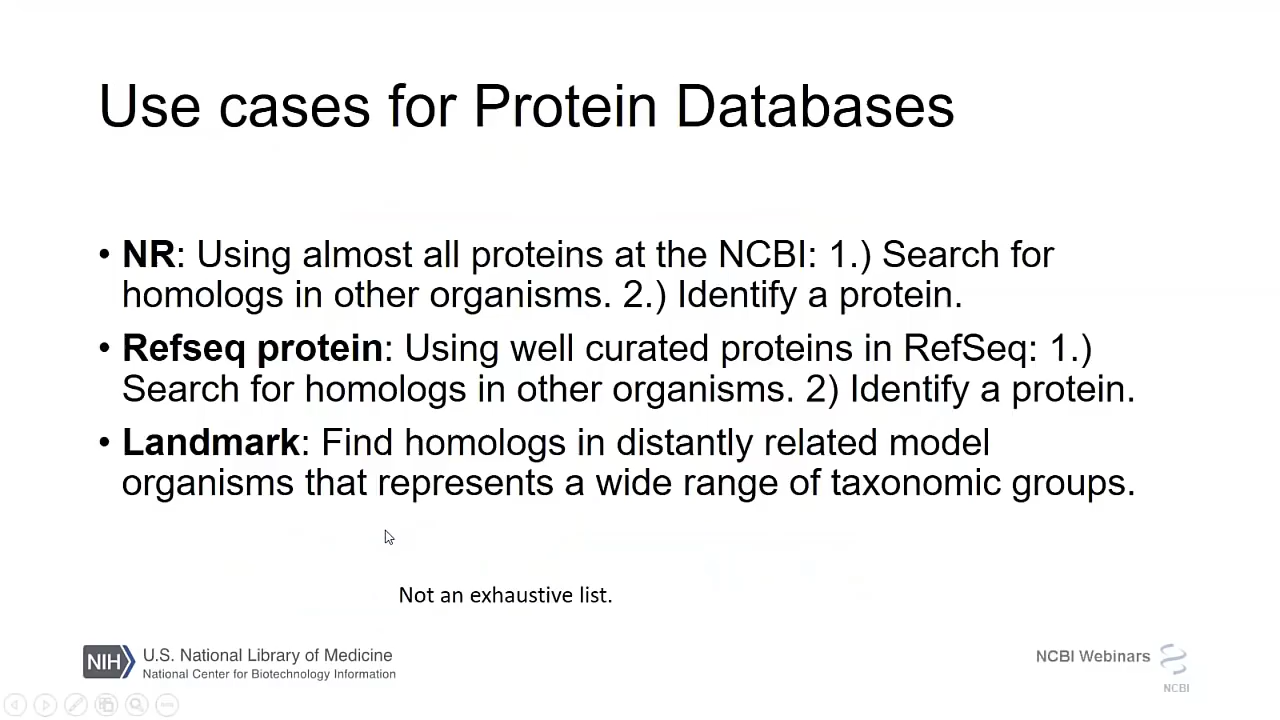 Use cases for Protein Databases
• NR: Using almost all proteins at the NCBI: 1.) Search for
homologs in other organisms. 2.) Identify a protein.
• Refseq protein: Using well curated proteins in RefSeq: 1.)
Search for homologs in other organisms. 2) Identify a protein.
• Landmark: Find homologs in distantly related model
organisms that represents a wide range of taxonomic groups.
Not an exhaustive list.
NIH
U.S. National Library of Medicine
National Center for Biotechnology Information
NCBI Webinars
NCBI